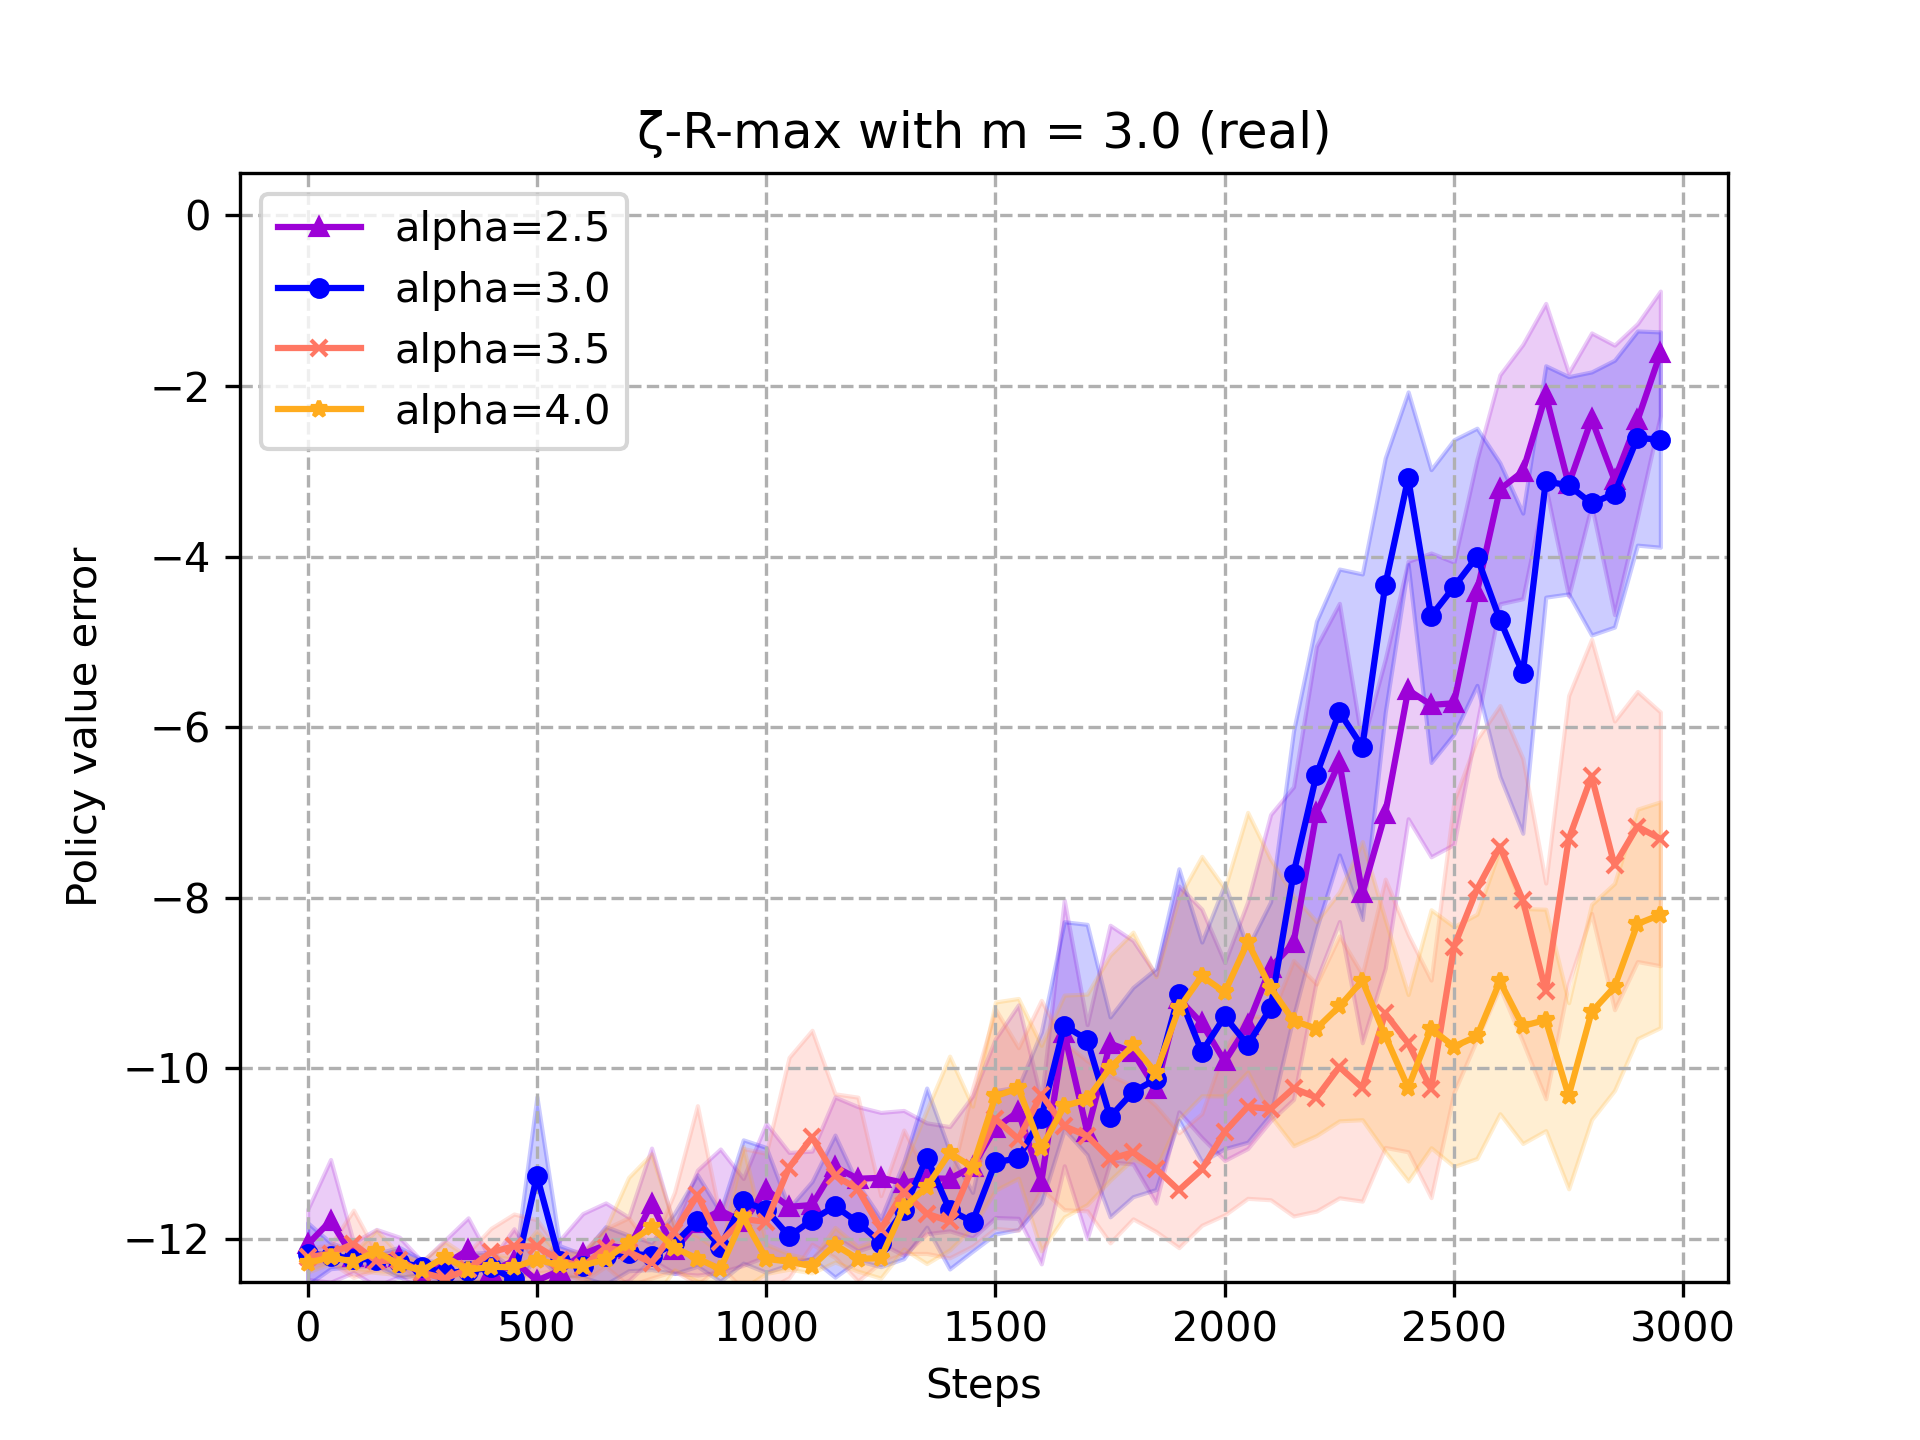 ζ-R-max with m = 3.0 (real)
alpha=2.5
alpha=3.0
alpha=3.5
alpha=4.0
Policy value error
0
−2
−4
−6
−8
−10
−12
0 500 1000 1500 2000 2500 3000
Steps